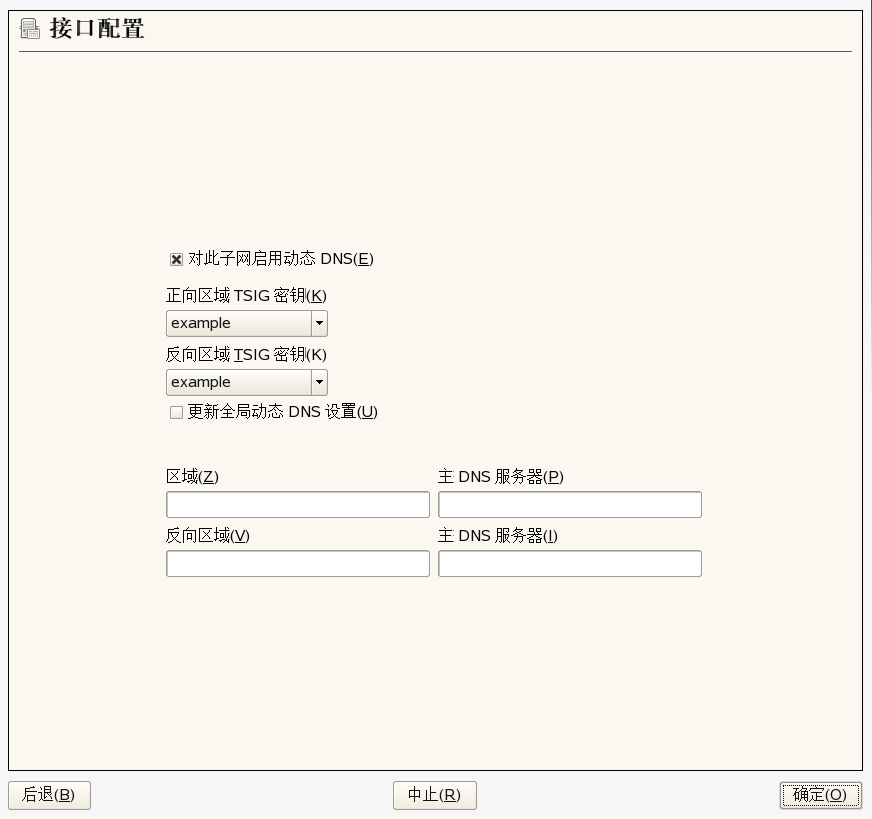 接口配置
对此子网启用动态 DNS(E)
正向区域 TSIG 密钥(K)
example
反向区域 TSIG 密钥(K)
example
更新全局动态 DNS 设置(U)
区域(Z) 主 DNS 服务器(P)
反向区域(V) 主 DNS 服务器(I)
后退(B) 中止(R) 确定(O)